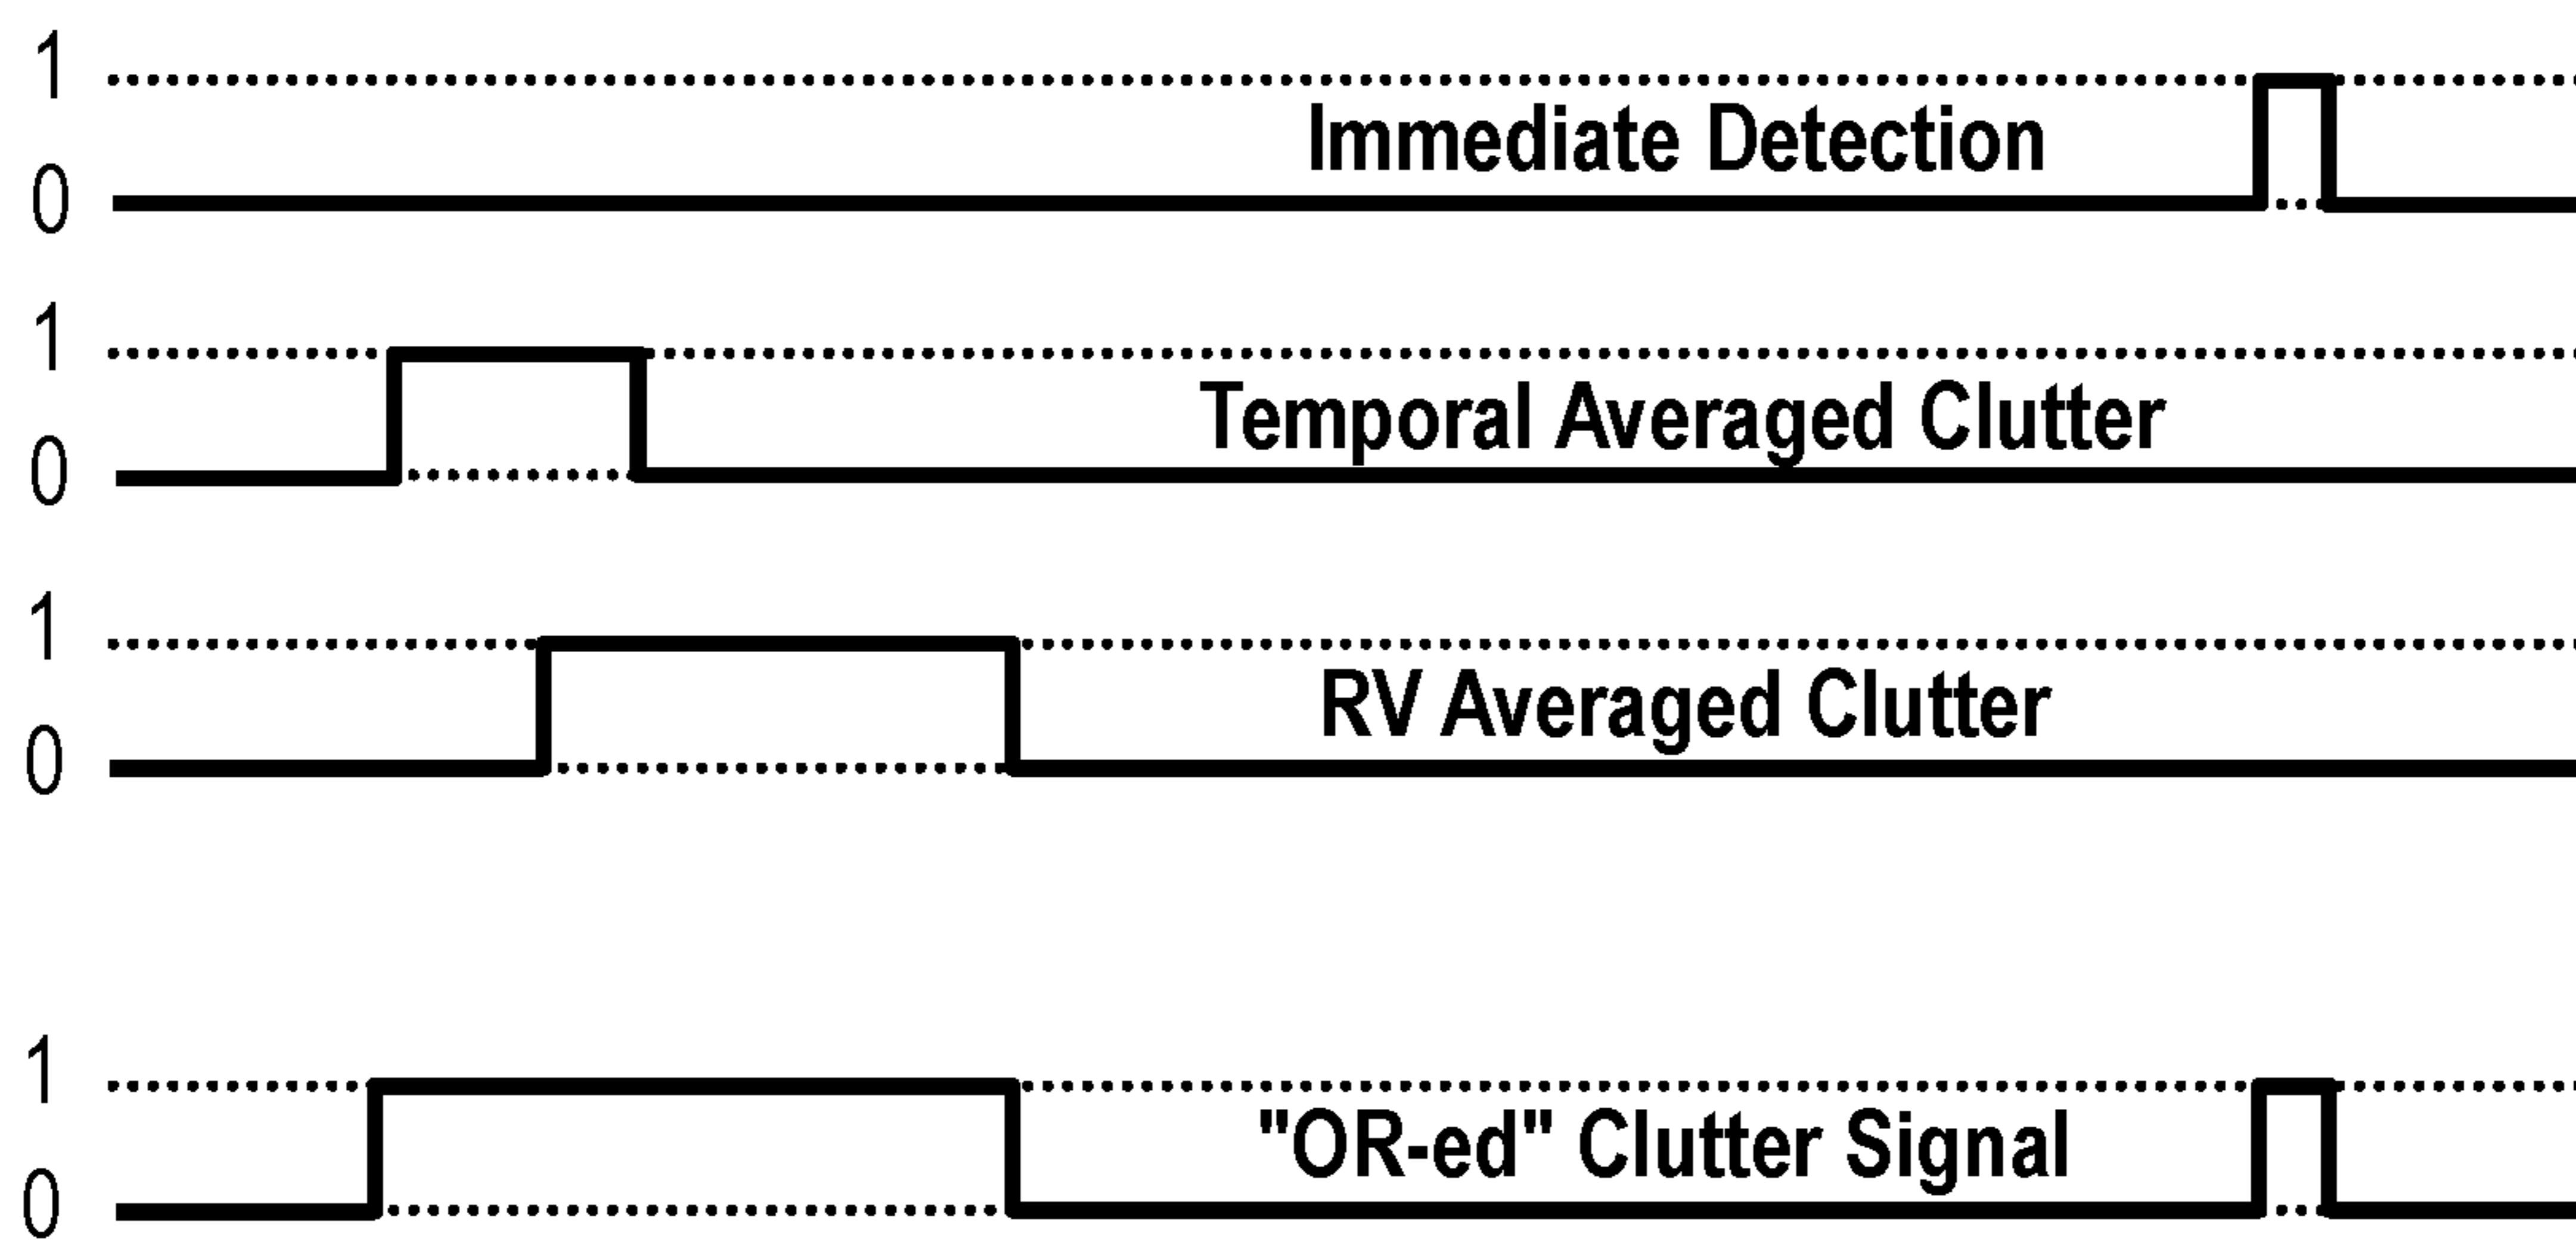 1
Immediate Detection
0
1
Temporal Averaged Clutter
0
1
RV Averaged Clutter
0
1
"OR-ed" Clutter Signal
0